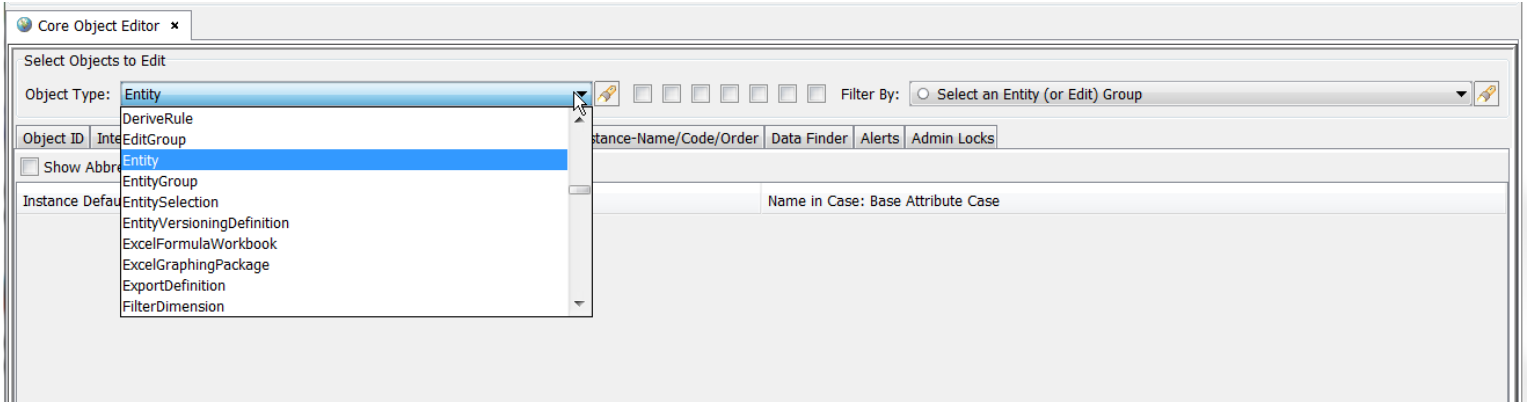 Core Object Editor ×
Select Objects to Edit
Object Type: Entity Filter By: Select an Entity (or Edit) Group
DeriveRule
EditGroup
Entity
EntityGroup
EntitySelection
EntityVersioningDefinition
ExcelFormulaWorkbook
ExcelGraphingPackage
ExportDefinition
FilterDimension
Object ID Inte stance-Name/Code/Order Data Finder Alerts Admin Locks
Show Abbre
Instance Defau Name in Case: Base Attribute Case